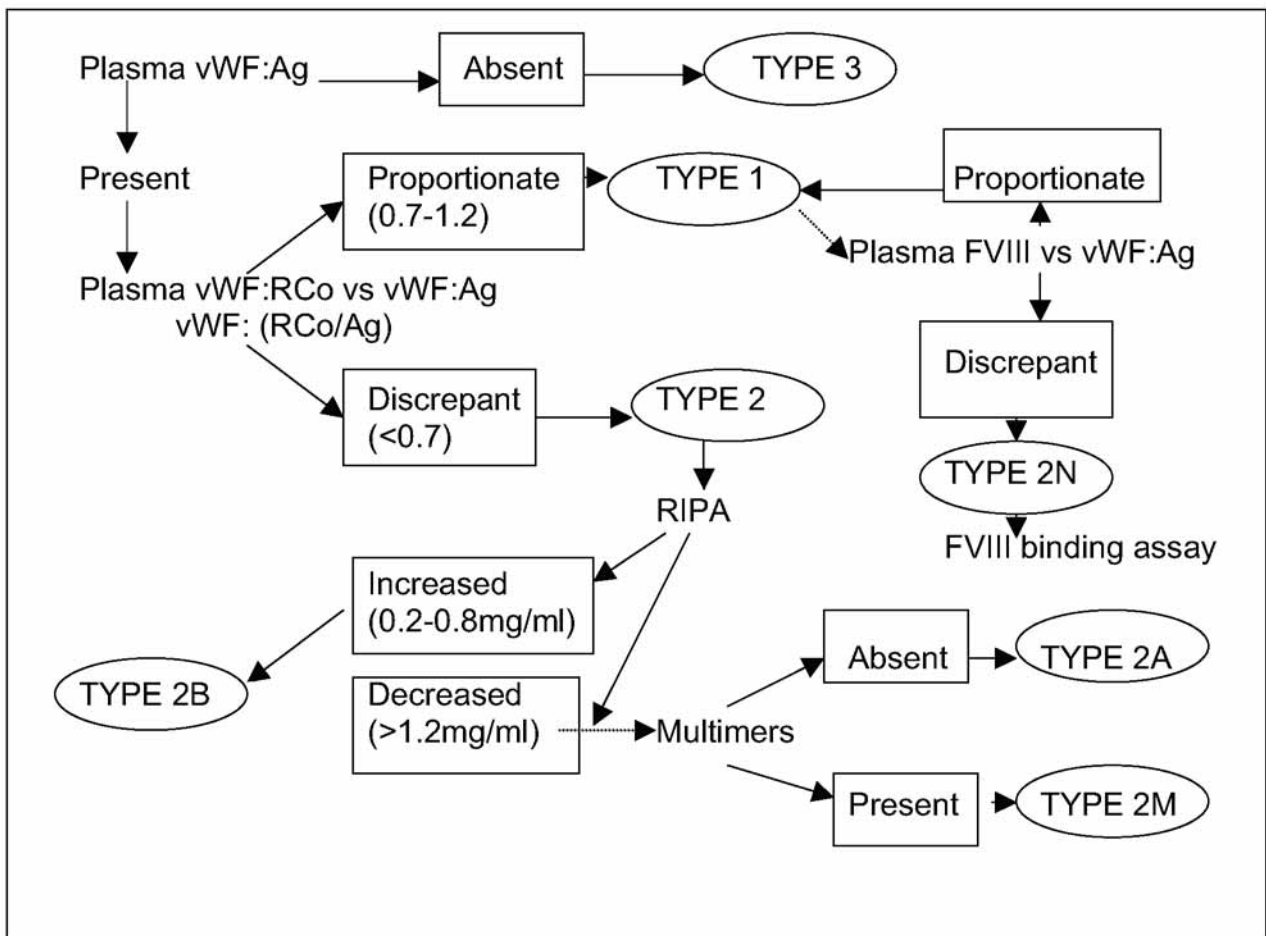 Plasma vWF:Ag
Absent
TYPE 3
Present
Proportionate
(0.7-1.2)
TYPE 1
Proportionate
Plasma FVIII vs vWF:Ag
Plasma vWF:RCo vs vWF:Ag
vWF: (RCo/Ag)
Discrepant
Discrepant
(<0.7)
TYPE 2
TYPE 2N
RIPA
FVIII binding assay
Increased
(0.2-0.8mg/ml)
Absent
TYPE 2A
TYPE 2B
Decreased
(>1.2mg/ml)
Multimers
Present
TYPE 2M